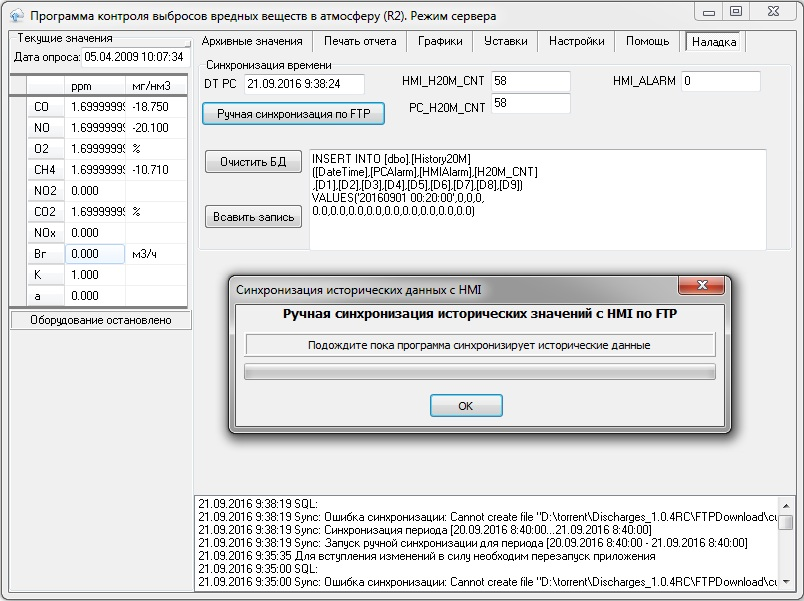 Программа контроля выбросов вредных веществ в атмосферу (R2). Режим сервера
Текущие значения
Дата опроса: 05.04.2009 10:07:34
ppm мг/нм3
CO 1.69999999 -18.750
NO 1.69999999 -20.100
O2 1.69999999 %
CH4 1.69999999 -10.710
NO2 0.000
CO2 1.69999999 %
NOx 0.000
Вг 0.000 м3/ч
K 1.000
a 0.000
Оборудование остановлено
Архивные значения Печать отчета Графики Уставки Настройки Помощь Наладка
Синхронизация времени
DT PC 21.09.2016 9:38:24
HMI_H20M_CNT 58
HMI_ALARM 0
PC_H20M_CNT 58
Ручная синхронизация по FTP
Очистить БД
Всавить запись
INSERT INTO [dbo].[History20M]
([DateTime],[PCAlarm],[HMIAlarm],[H20M_CNT]
,[D1],[D2],[D3],[D4],[D5],[D6],[D7],[D8],[D9])
VALUES('20160901 00:20:00',0,0,0,
0.0,0.0,0.0,0.0,0.0,0.0,0.0,0.0,0.0)
Синхронизация исторических данных с HMI
Ручная синхронизация исторических значений с HMI по FTP
Подождите пока программа синхронизирует исторические данные
OK
21.09.2016 9:38:19 SQL:
21.09.2016 9:38:19 Sync: Ошибка синхронизации: Cannot create file "D:\torrent\Discharges_1.0.4RC\FTPDownload\cu
21.09.2016 9:38:19 Sync: Синхронизация периода [20.09.2016 8:40:00...21.09.2016 8:40:00]
21.09.2016 9:38:19 Sync: Запуск ручной синхронизации для периода [20.09.2016 8:40:00 - 21.09.2016 8:40:00]
21.09.2016 9:35:35 Для вступления изменений в силу необходим перезапуск приложения
21.09.2016 9:35:00 SQL:
21.09.2016 9:35:00 Sync: Ошибка синхронизации: Cannot create file "D:\torrent\Discharges_1.0.4RC\FTPDownload\cu